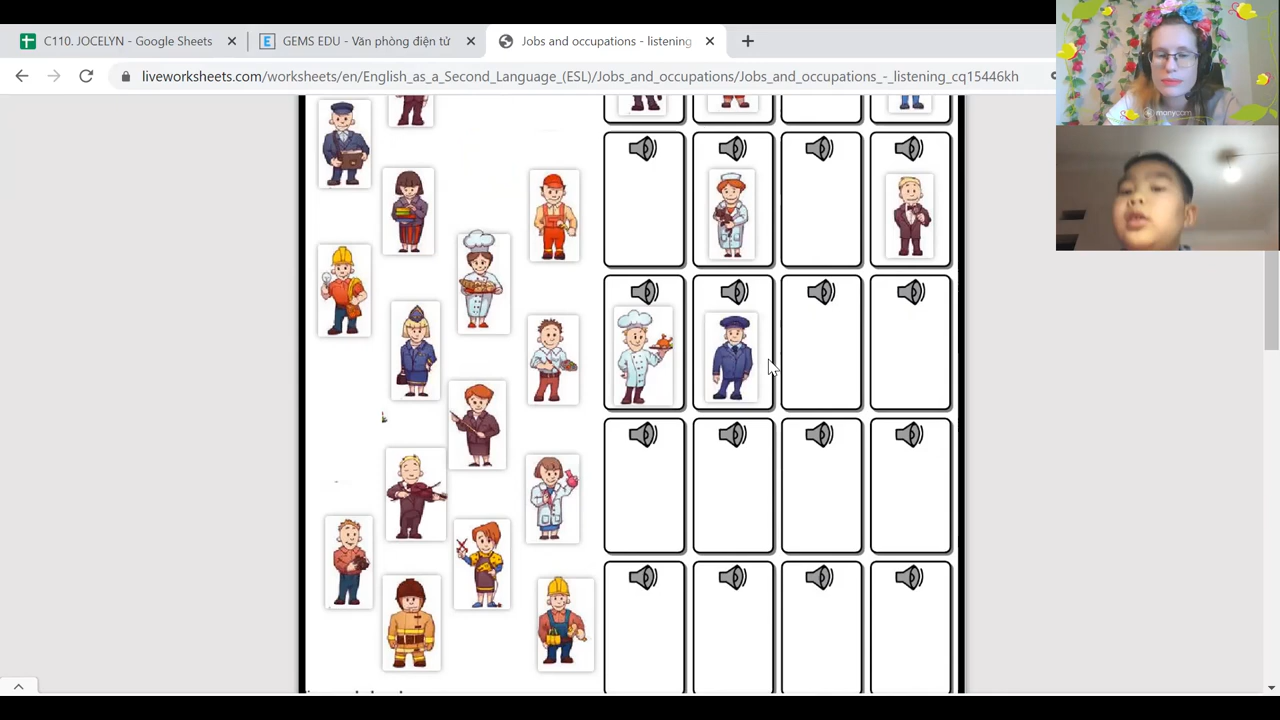 C110. JOCELYN - Google Sheets
GEMS EDU - Văn phòng điện tử
Jobs and occupations - listening
liveworksheets.com/worksheets/en/English_as_a_Second_Language_(ESL)/Jobs_and_occupations/Jobs_and_occupations_-_listening_cq15446kh
manycam